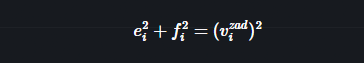 $e_i^2 + f_i^2 = (v_i^{zad})^2$